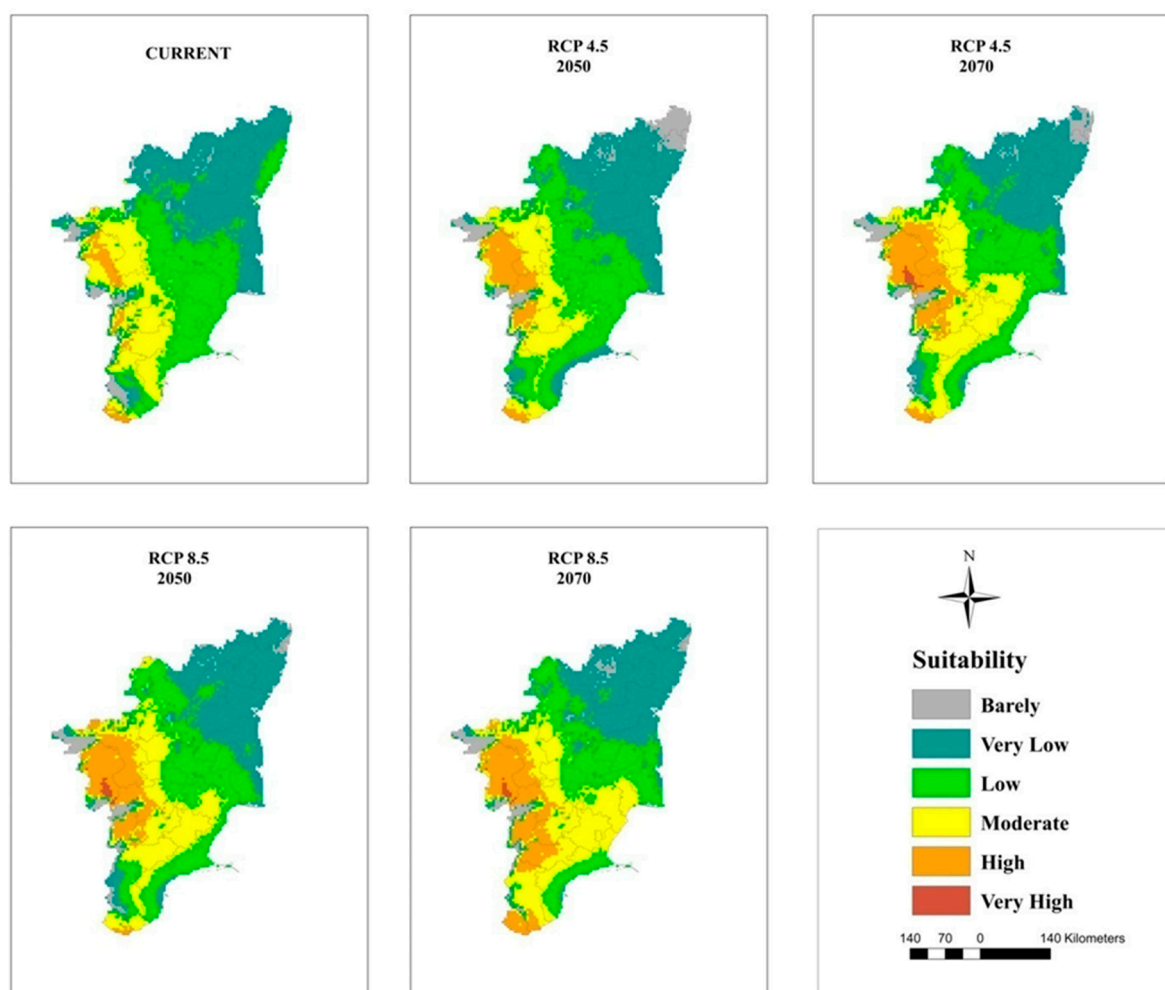 CURRENT
RCP 4.5
2050
RCP 4.5
2070
RCP 8.5
2050
RCP 8.5
2070
N
Suitability
Barely
Very Low
Low
Moderate
High
Very High
140 70 0 140 Kilometers